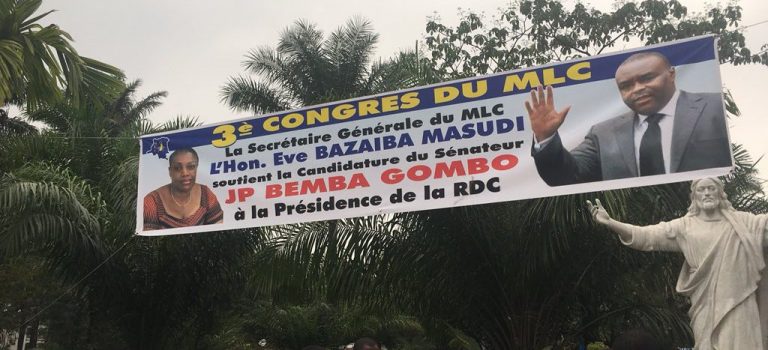 3è CONGRES DU MLC
La Secrétaire Générale du MLC
L'Hon. Eve BAZAIBA MASUDI
soutient la Candidature du Sénateur
JP BEMBA GOMBO
à la Présidence de la RDC